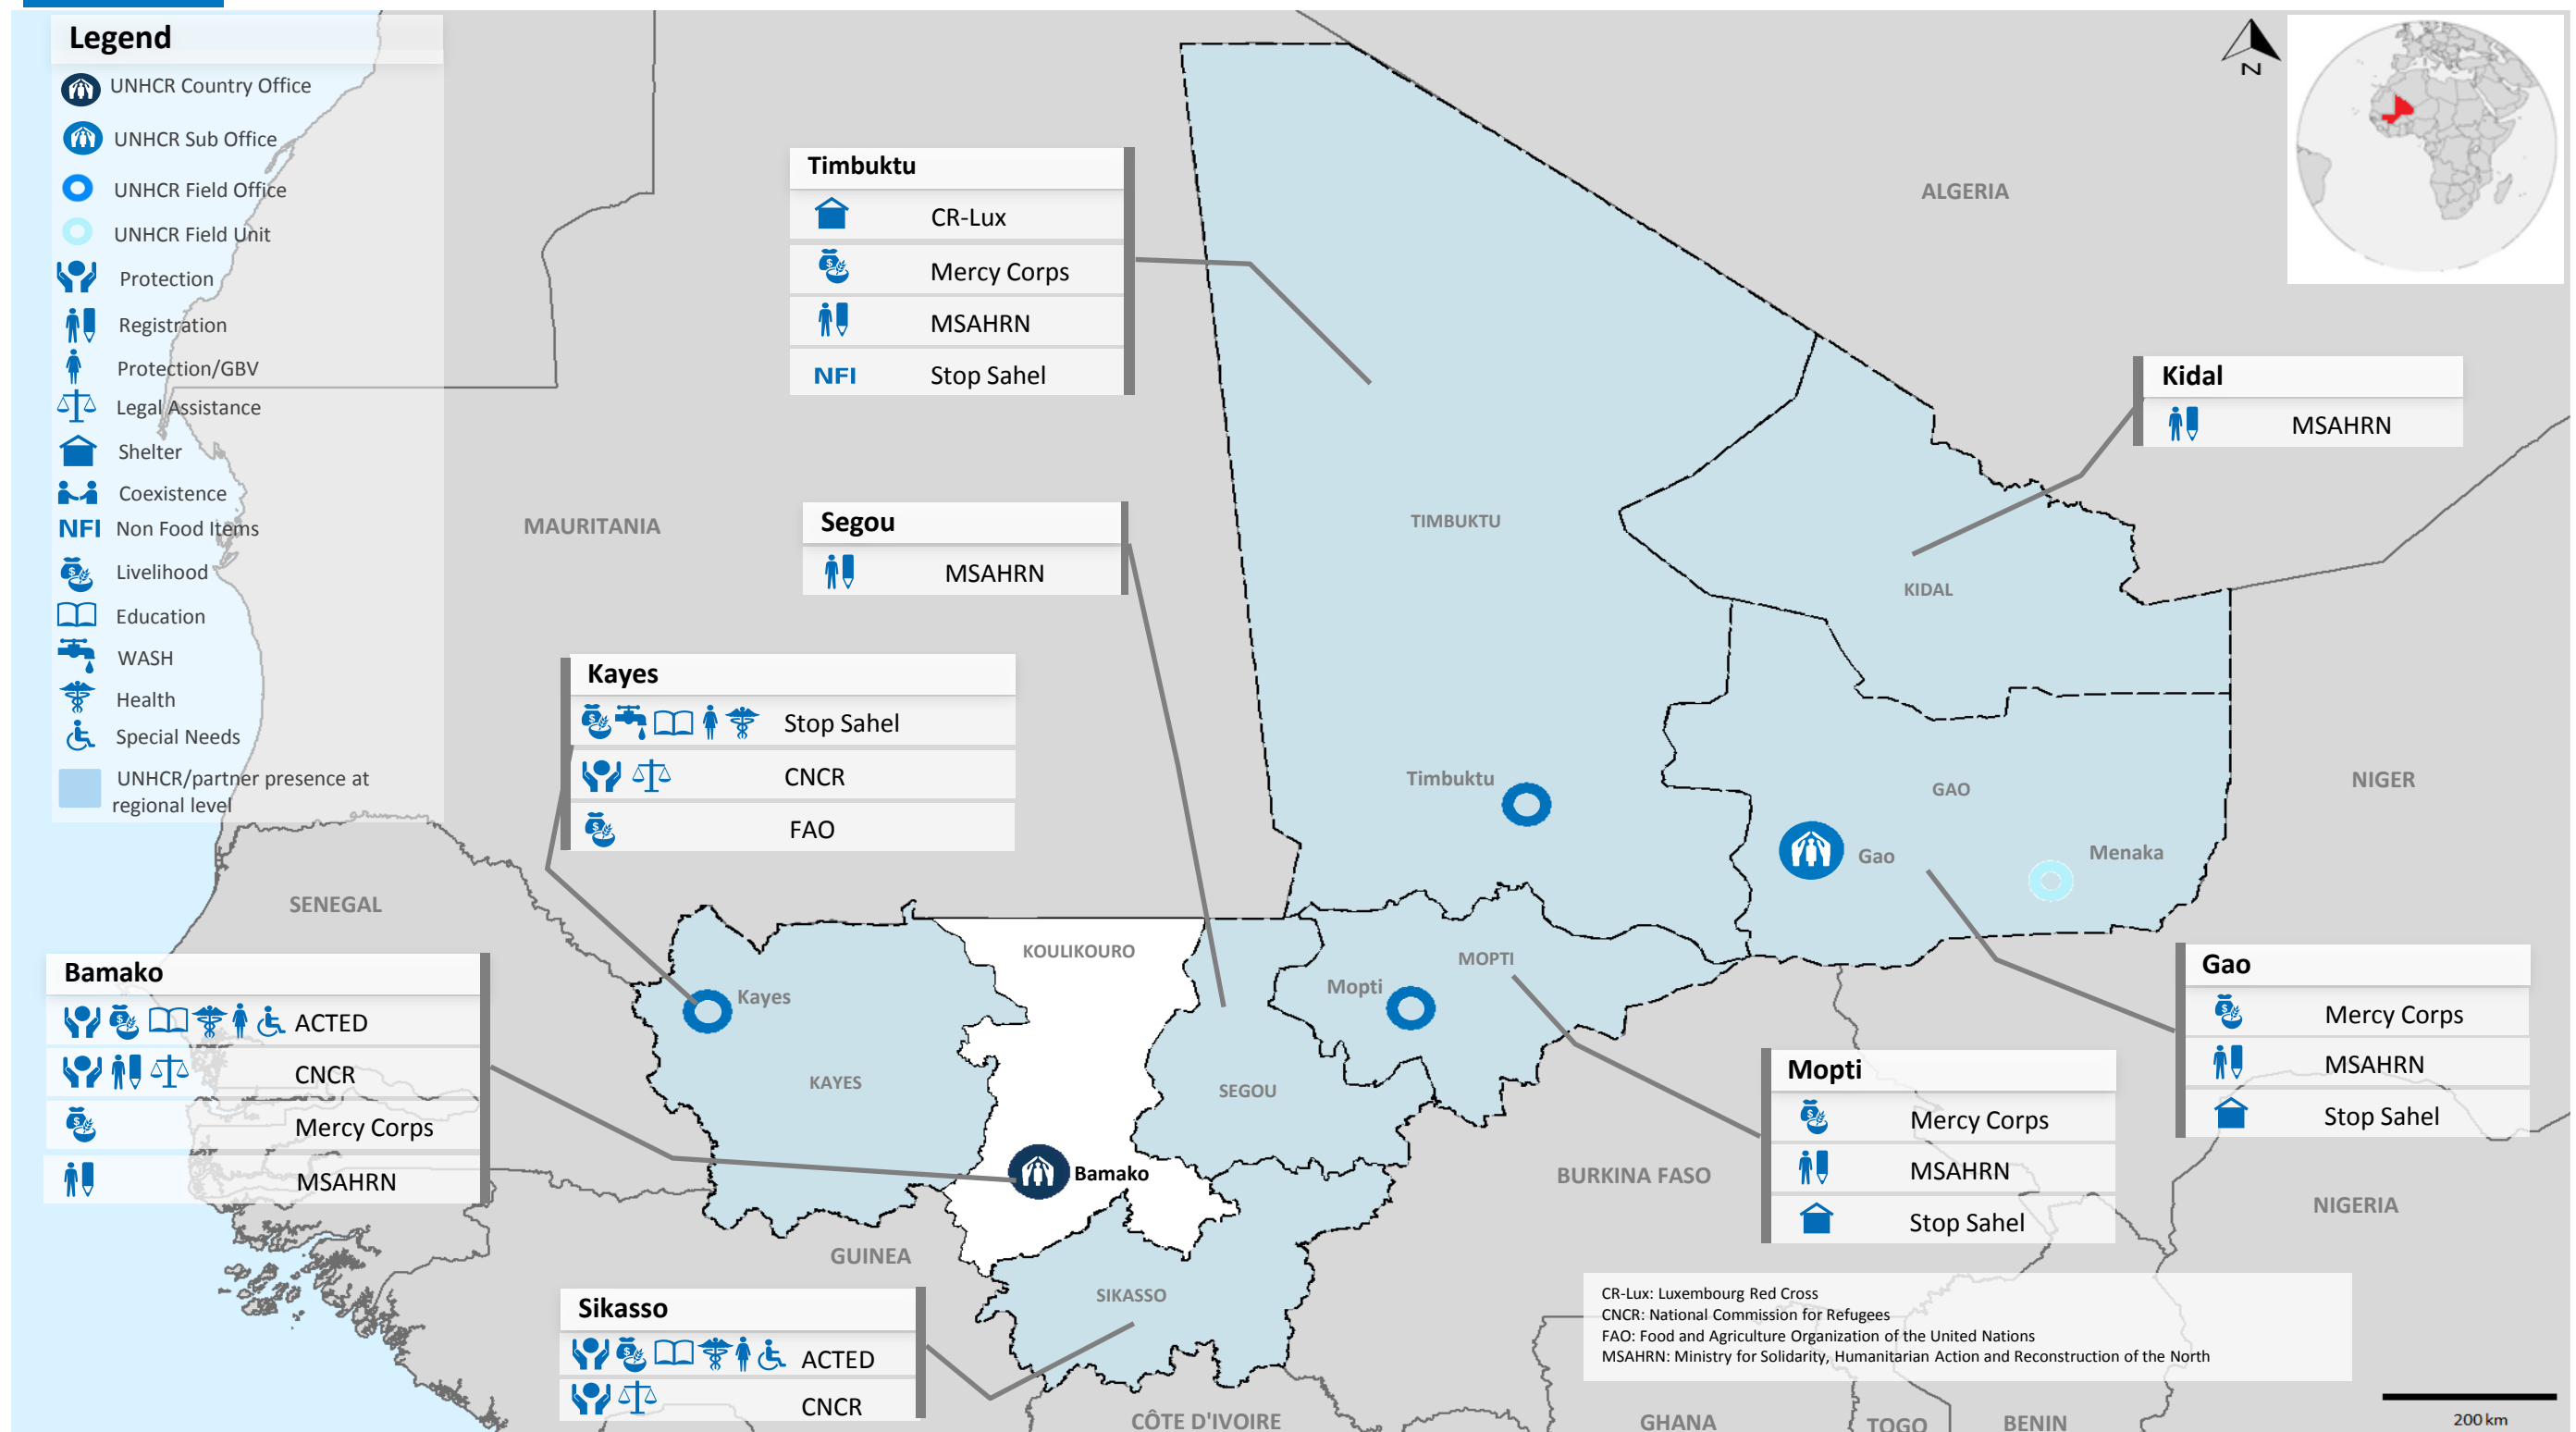 Legend
UNHCR Country Office
UNHCR Sub Office
UNHCR Field Office
UNHCR Field Unit
Protection
Registration
Protection/GBV
Legal Assistance
Shelter
Coexistence
NFI Non Food Items
Livelihood
Education
WASH
Health
Special Needs
UNHCR/partner presence at
regional level
N
Timbuktu
CR-Lux
Mercy Corps
MSAHRN
NFI Stop Sahel
ALGERIA
Kidal
MSAHRN
MAURITANIA
Segou
MSAHRN
TIMBUKTU
KIDAL
Kayes
Stop Sahel
CNCR
FAO
Timbuktu
GAO
NIGER
Gao
Menaka
SENEGAL
KOULIKOURO
MOPTI
Mopti
Kayes
KAYES
SEGOU
Bamako
ACTED
CNCR
Mercy Corps
MSAHRN
Gao
Mercy Corps
MSAHRN
Stop Sahel
Mopti
Mercy Corps
MSAHRN
Stop Sahel
Bamako
BURKINA FASO
NIGERIA
GUINEA
SIKASSO
Sikasso
ACTED
CNCR
CR-Lux: Luxembourg Red Cross
CNCR: National Commission for Refugees
FAO: Food and Agriculture Organization of the United Nations
MSAHRN: Ministry for Solidarity, Humanitarian Action and Reconstruction of the North
CÔTE D'IVOIRE
GHANA
TOGO
BENIN
200 km